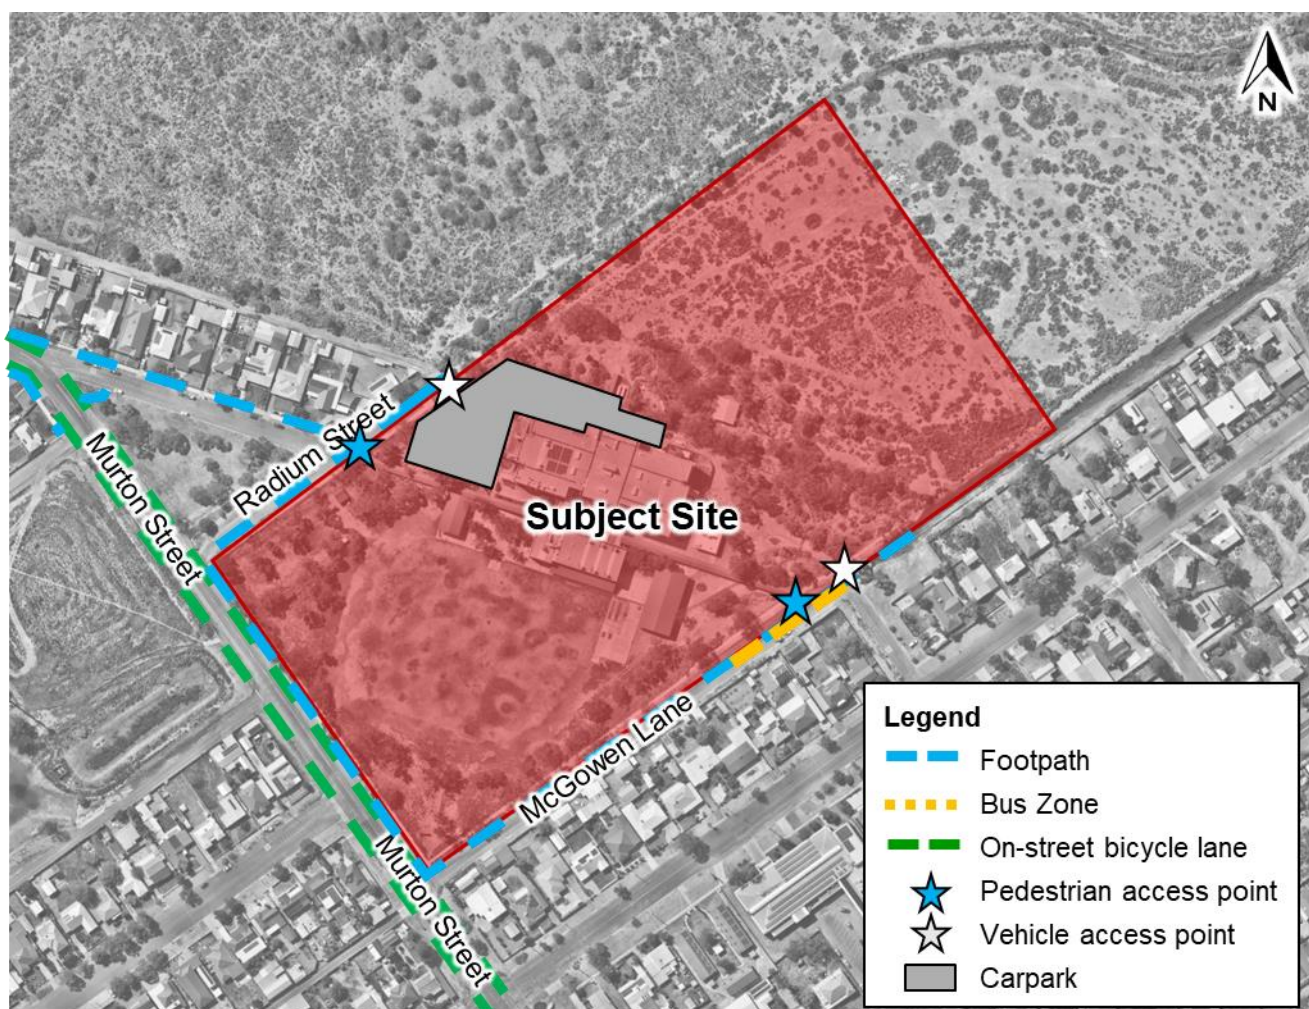 N
Murton Street
Radium Street
Subject Site
McGowen Lane
Murton Street
Legend
Footpath
Bus Zone
On-street bicycle lane
Pedestrian access point
Vehicle access point
Carpark